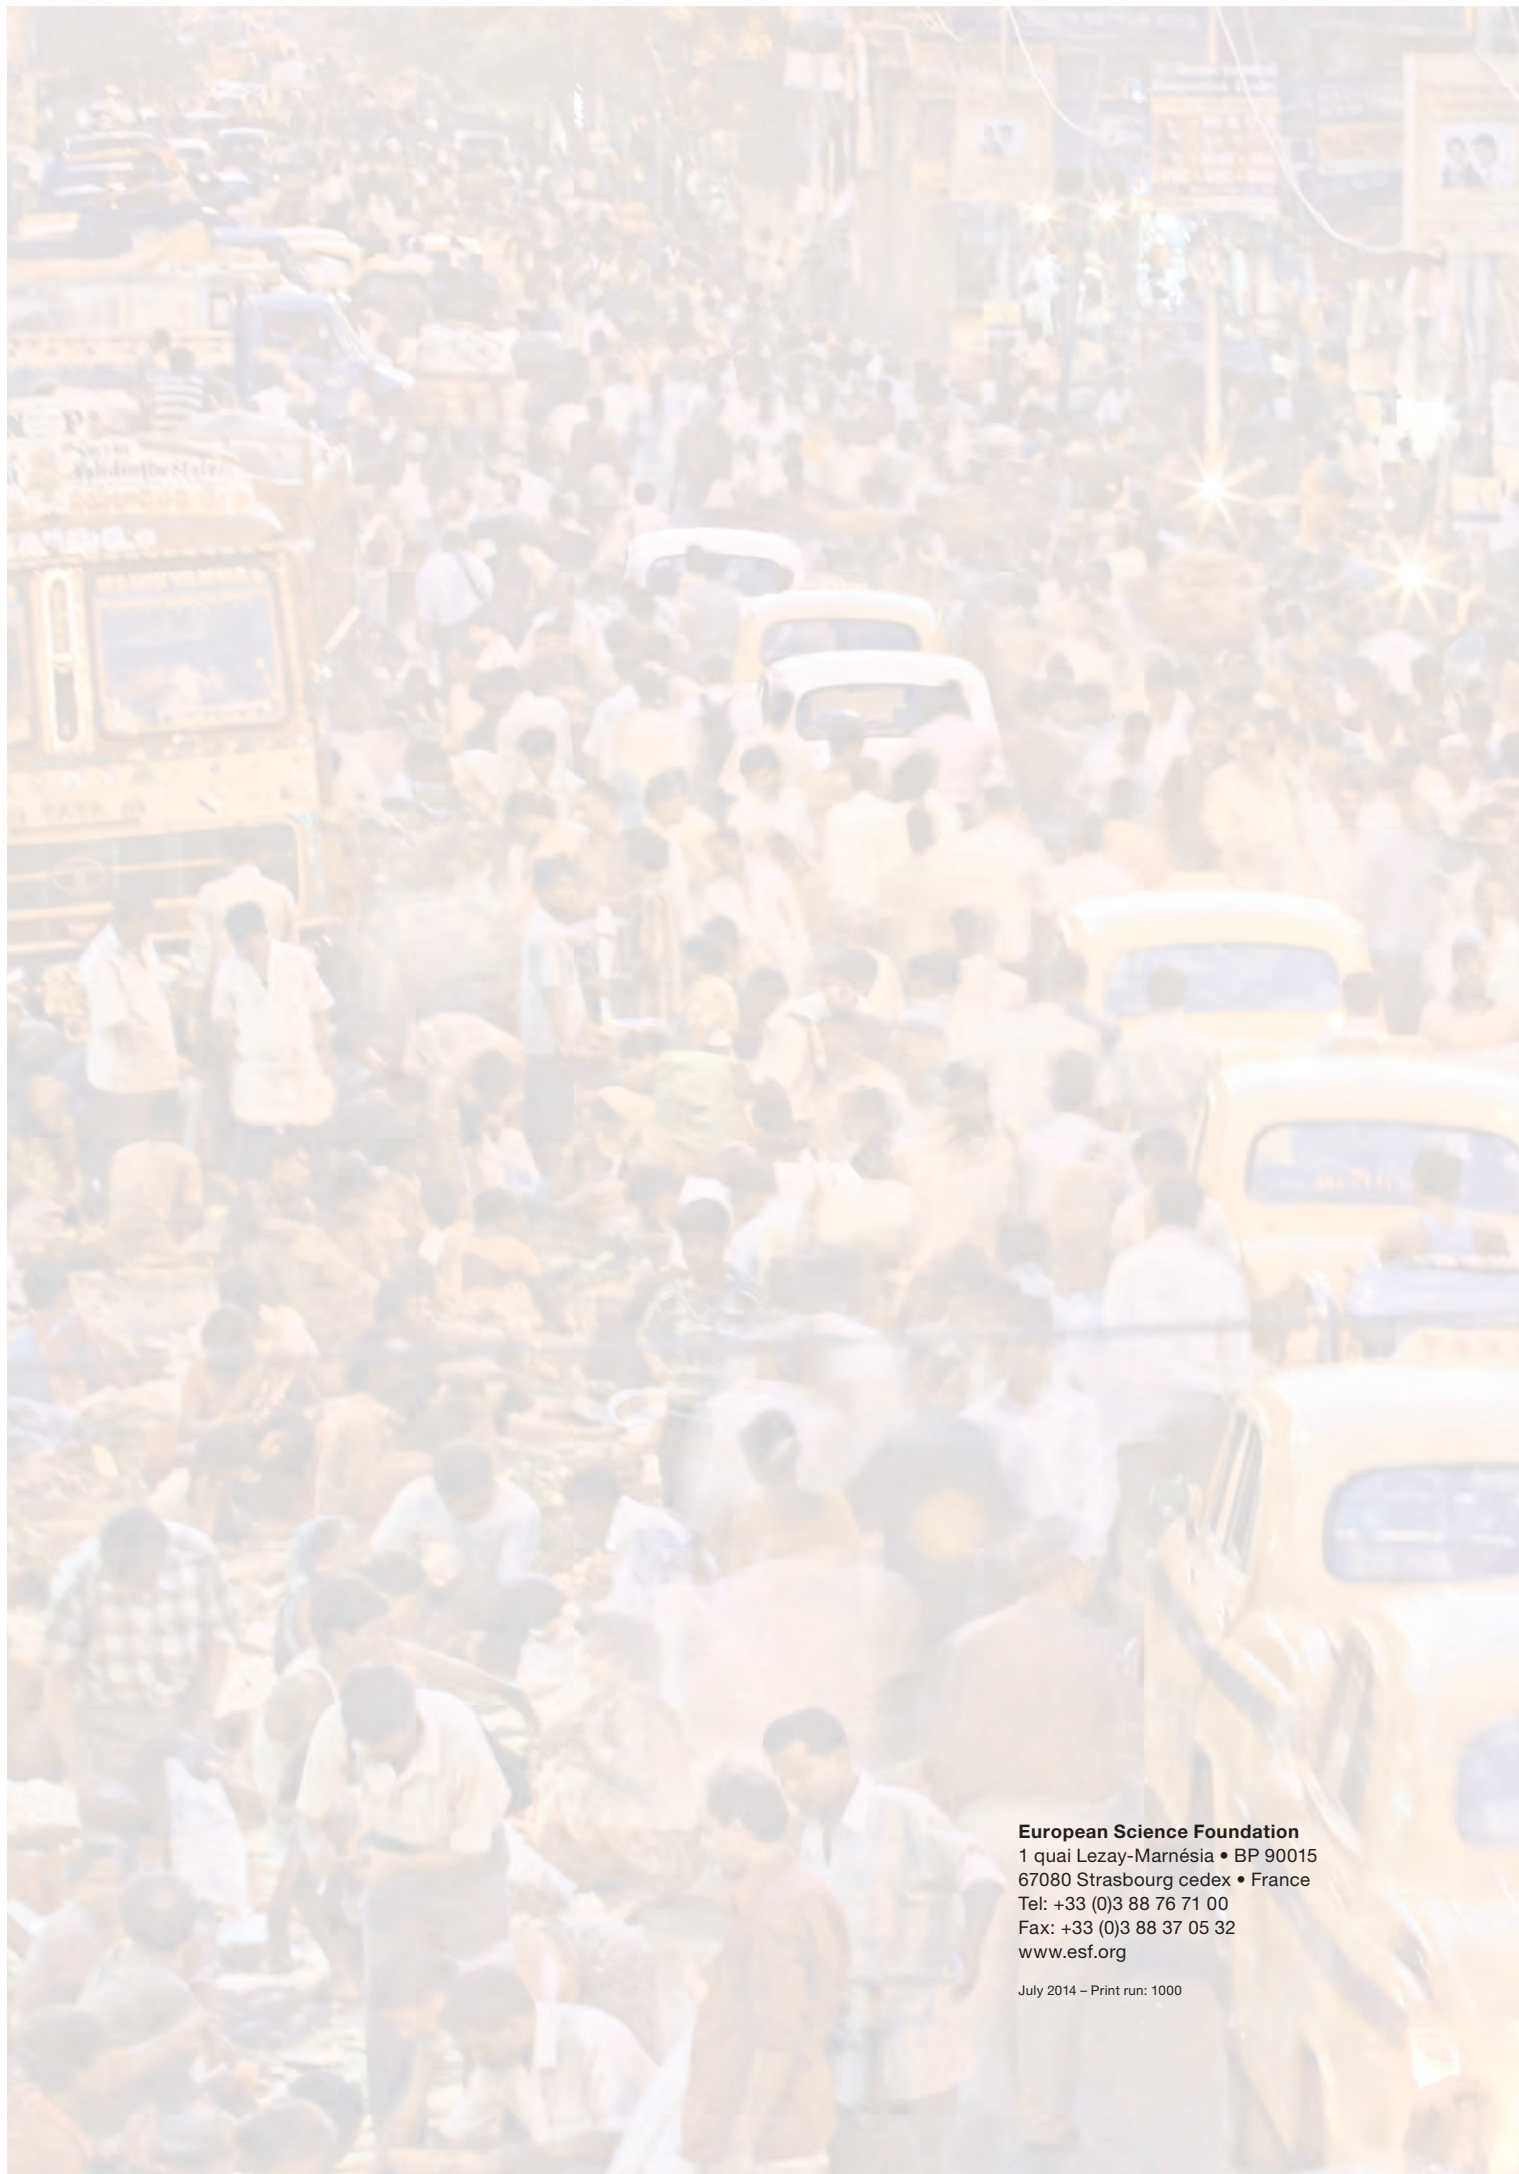 TATA
European Science Foundation
1 quai Lezay-Marnésia • BP 90015
67080 Strasbourg cedex • France
Tel: +33 (0)3 88 76 71 00
Fax: +33 (0)3 88 37 05 32
www.esf.org
July 2014 – Print run: 1000